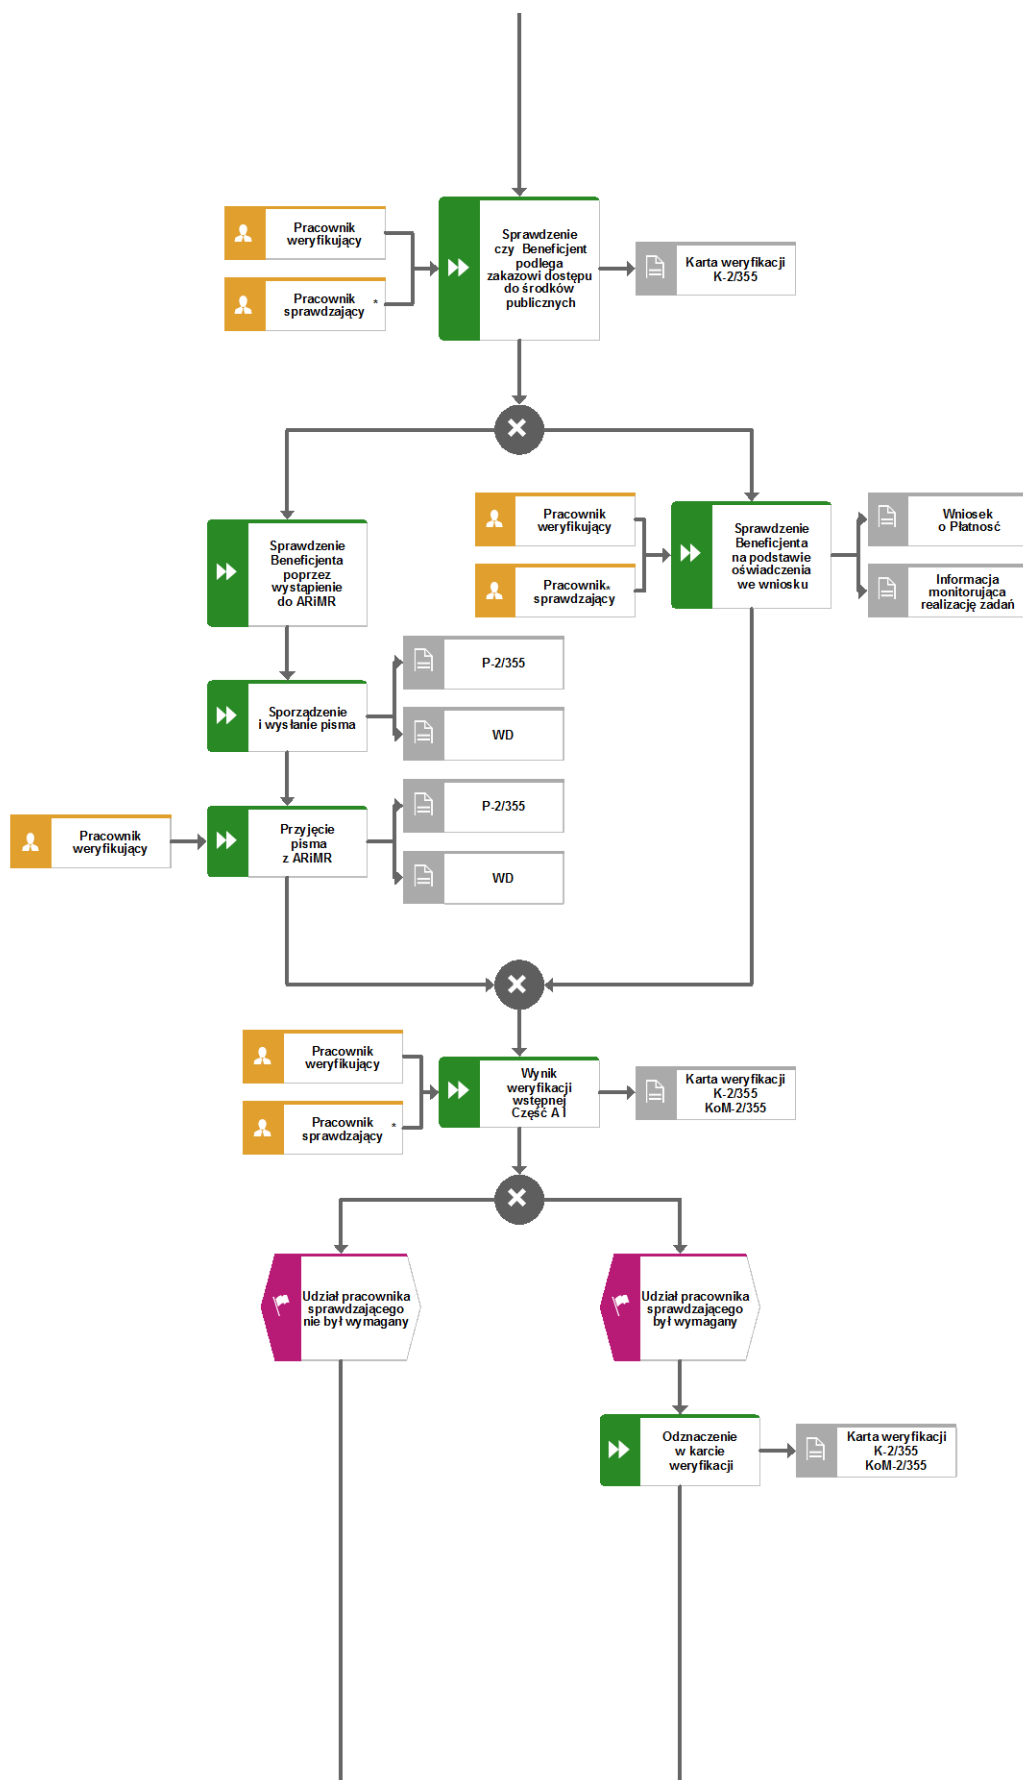 Pracownik
weryfikujący
Pracownik *
sprawdzający
Sprawdzenie
czy Beneficjent
podlega
zakazowi dostępu
do środków
publicznych
Karta weryfikacji
K-2/355
Sprawdzenie
Beneficjenta
poprzez
wystąpienie
do ARiMR
Pracownik
weryfikujący
Pracownik*
sprawdzający
Sprawdzenie
Beneficjenta
na podstawie
oświadczenia
we wniosku
Wniosek
o Płatnosć
Informacja
monitorująca
realizację zadań
Sporządzenie
i wysłanie pisma
P-2/355
WD
Pracownik
weryfikujący
Przyjęcie
pisma
z ARiMR
P-2/355
WD
Pracownik
weryfikujący
Pracownik *
sprawdzający
Wynik
weryfikacji
wstępnej
Część A1
Karta weryfikacji
K-2/355
KoM-2/355
Udział pracownika
sprawdzającego
nie był wymagany
Udział pracownika
sprawdzającego
był wymagany
Odznaczenie
w karcie
weryfikacji
Karta weryfikacji
K-2/355
KoM-2/355